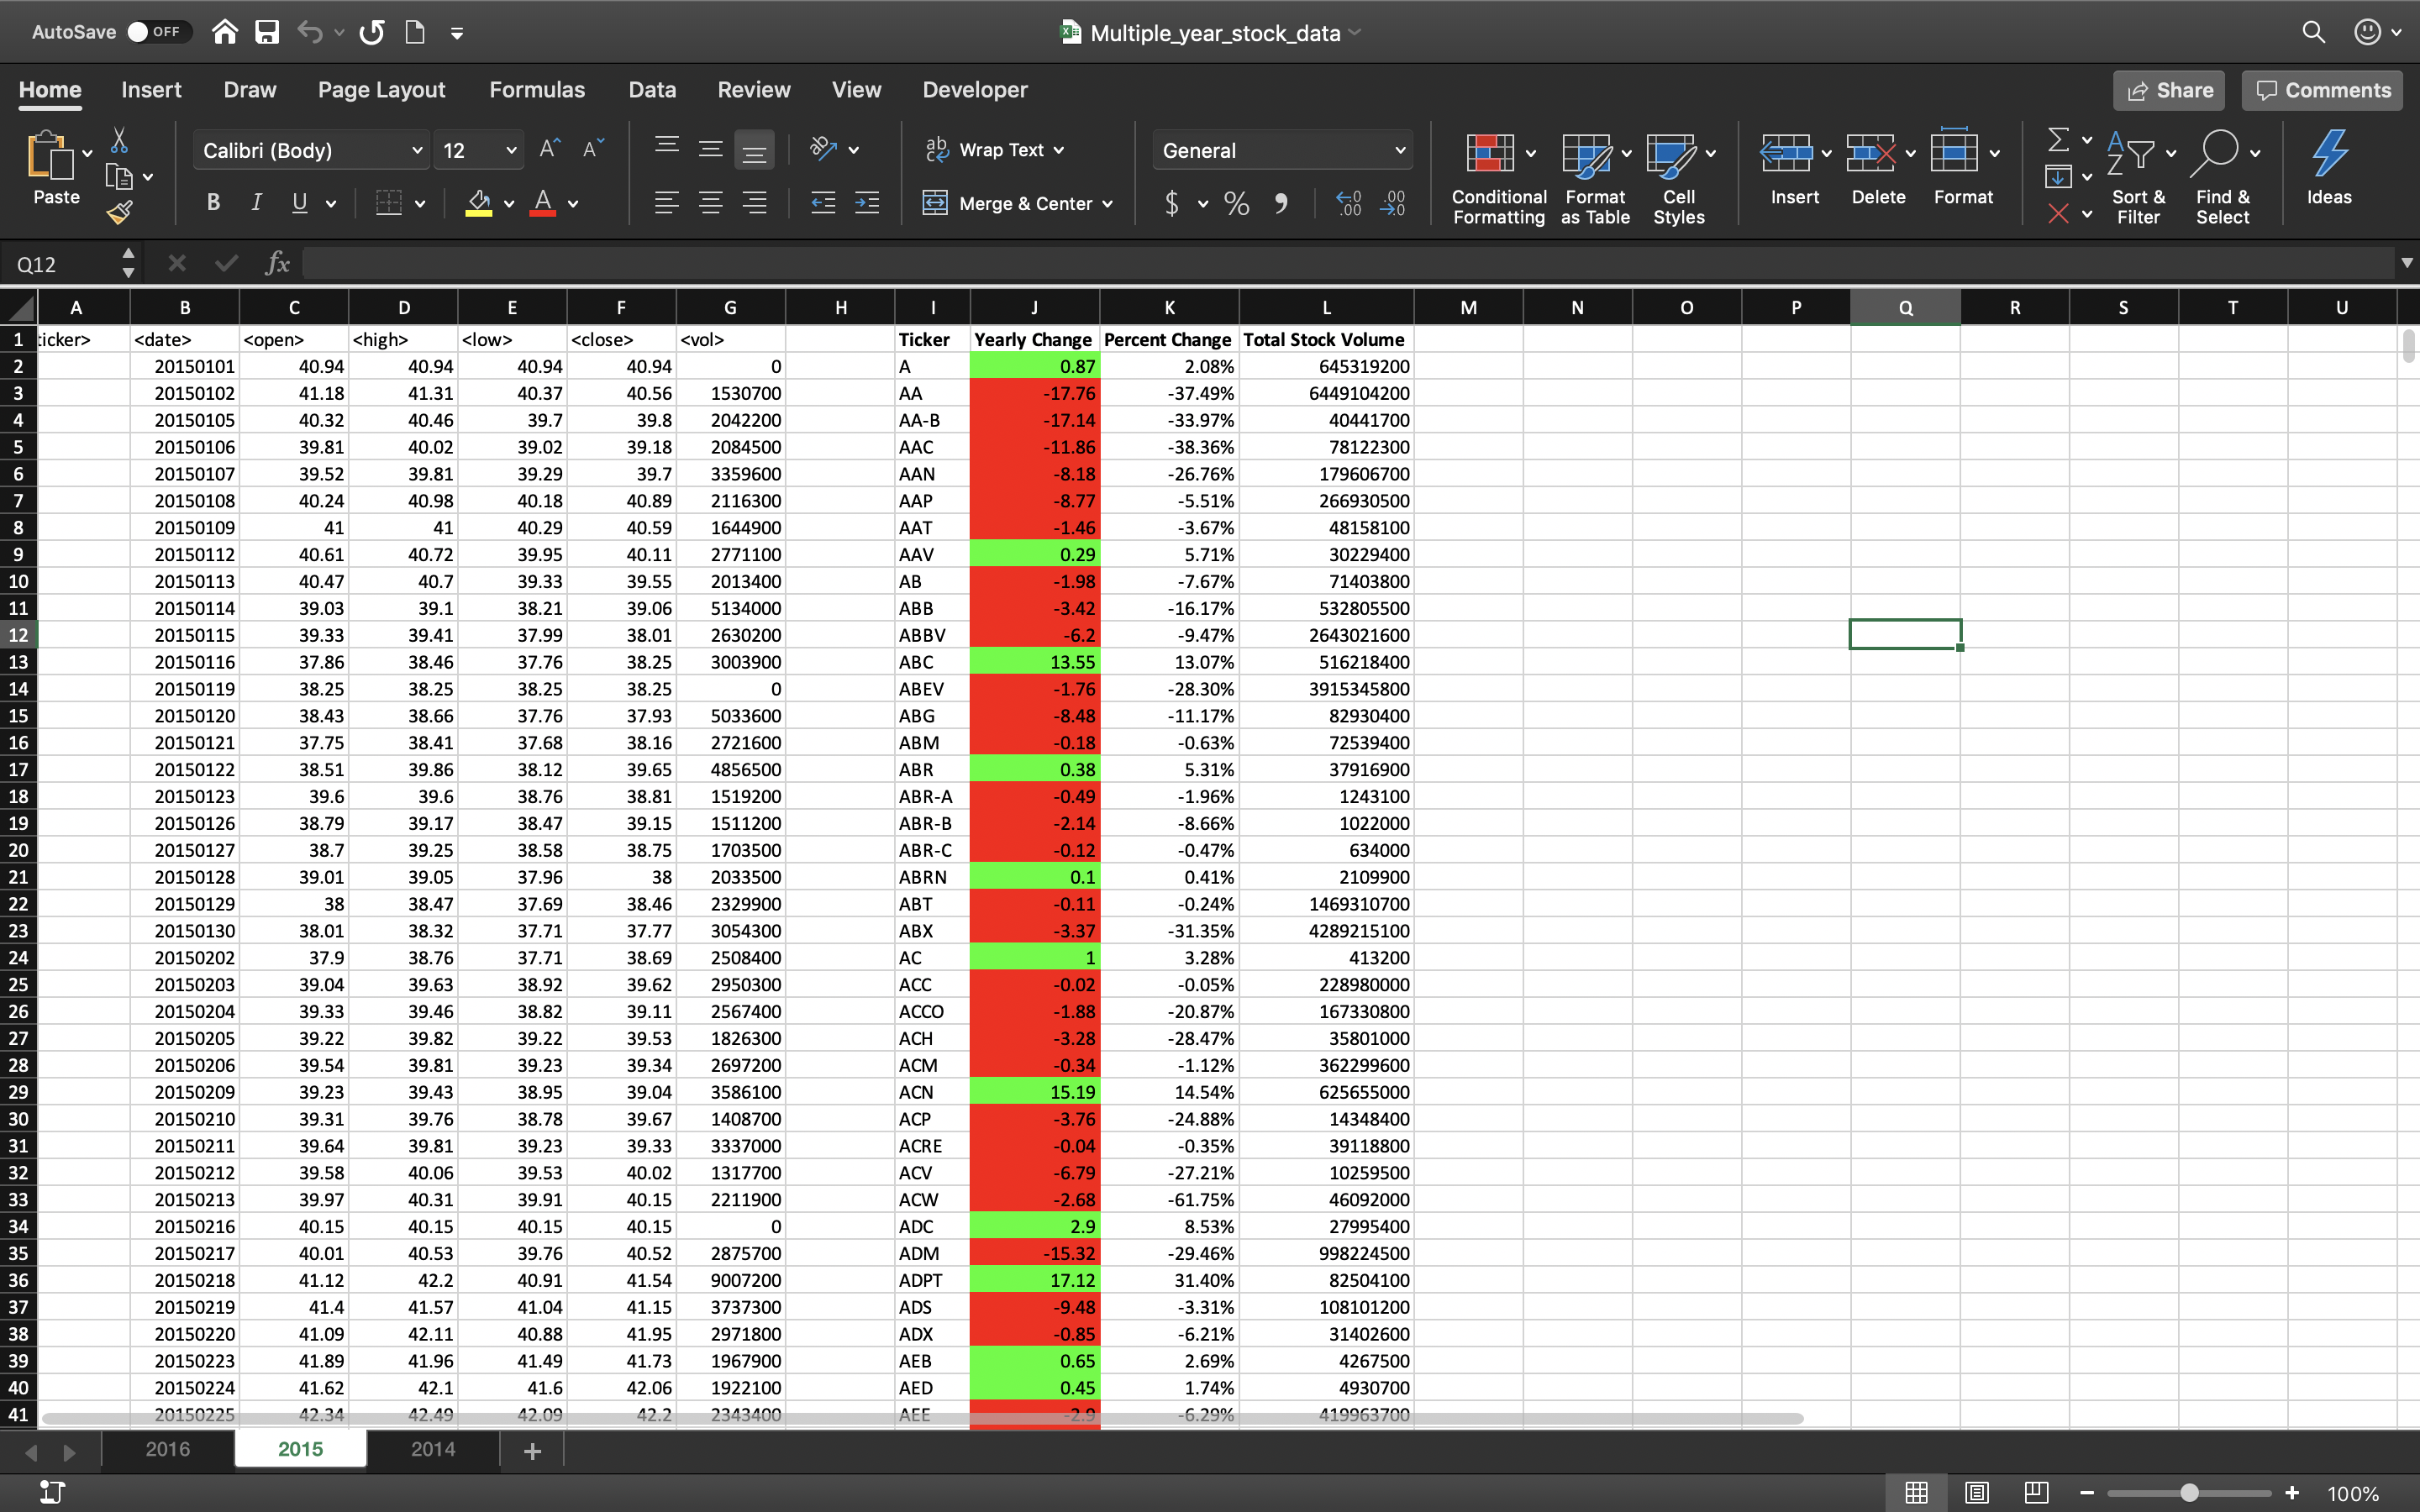 AutoSave OFF Multiple_year_stock_data
Home Insert Draw Page Layout Formulas Data Review View Developer Share Comments
Calibri (Body) 12 Wrap Text General
Paste Merge & Center Conditional Formatting Format as Table Cell Styles Insert Delete Format Sort & Filter Find & Select Ideas
Q12 fx
A B C D E F G H I J K L M N O P Q R S T U
1 ticker> <date> <open> <high> <low> <close> <vol> Ticker Yearly Change Percent Change Total Stock Volume
2 20150101 40.94 40.94 40.94 40.94 0 A 0.87 2.08% 645319200
3 20150102 41.18 41.31 40.37 40.56 1530700 AA -17.76 -37.49% 6449104200
4 20150105 40.32 40.46 39.7 39.8 2042200 AA-B -17.14 -33.97% 40441700
5 20150106 39.81 40.02 39.02 39.18 2084500 AAC -11.86 -38.36% 78122300
6 20150107 39.52 39.81 39.29 39.7 3359600 AAN -8.18 -26.76% 179606700
7 20150108 40.24 40.98 40.18 40.89 2116300 AAP -8.77 -5.51% 266930500
8 20150109 41 41 40.29 40.59 1644900 AAT -1.46 -3.67% 48158100
9 20150112 40.61 40.72 39.95 40.11 2771100 AAV 0.29 5.71% 30229400
10 20150113 40.47 40.7 39.33 39.55 2013400 AB -1.98 -7.67% 71403800
11 20150114 39.03 39.1 38.21 39.06 5134000 ABB -3.42 -16.17% 532805500
12 20150115 39.33 39.41 37.99 38.01 2630200 ABBV -6.2 -9.47% 2643021600
13 20150116 37.86 38.46 37.76 38.25 3003900 ABC 13.55 13.07% 516218400
14 20150119 38.25 38.25 38.25 38.25 0 ABEV -1.76 -28.30% 3915345800
15 20150120 38.43 38.66 37.76 37.93 5033600 ABG -8.48 -11.17% 82930400
16 20150121 37.75 38.41 37.68 38.16 2721600 ABM -0.18 -0.63% 72539400
17 20150122 38.51 39.86 38.12 39.65 4856500 ABR 0.38 5.31% 37916900
18 20150123 39.6 39.6 38.76 38.81 1519200 ABR-A -0.49 -1.96% 1243100
19 20150126 38.79 39.17 38.47 39.15 1511200 ABR-B -2.14 -8.66% 1022000
20 20150127 38.7 39.25 38.58 38.75 1703500 ABR-C -0.12 -0.47% 634000
21 20150128 39.01 39.05 37.96 38 2033500 ABRN 0.1 0.41% 2109900
22 20150129 38 38.47 37.69 38.46 2329900 ABT -0.11 -0.24% 1469310700
23 20150130 38.01 38.32 37.71 37.77 3054300 ABX -3.37 -31.35% 4289215100
24 20150202 37.9 38.76 37.71 38.69 2508400 AC 1 3.28% 413200
25 20150203 39.04 39.63 38.92 39.62 2950300 ACC -0.02 -0.05% 228980000
26 20150204 39.33 39.46 38.82 39.11 2567400 ACCO -1.88 -20.87% 167330800
27 20150205 39.22 39.82 39.22 39.53 1826300 ACH -3.28 -28.47% 35801000
28 20150206 39.54 39.81 39.23 39.34 2697200 ACM -0.34 -1.12% 362299600
29 20150209 39.23 39.43 38.95 39.04 3586100 ACN 15.19 14.54% 625655000
30 20150210 39.31 39.76 38.78 39.67 1408700 ACP -3.76 -24.88% 14348400
31 20150211 39.64 39.81 39.23 39.33 3337000 ACRE -0.04 -0.35% 39118800
32 20150212 39.58 40.06 39.53 40.02 1317700 ACV -6.79 -27.21% 10259500
33 20150213 39.97 40.31 39.91 40.15 2211900 ACW -2.68 -61.75% 46092000
34 20150216 40.15 40.15 40.15 40.15 0 ADC 2.9 8.53% 27995400
35 20150217 40.01 40.53 39.76 40.52 2875700 ADM -15.32 -29.46% 998224500
36 20150218 41.12 42.2 40.91 41.54 9007200 ADPT 17.12 31.40% 82504100
37 20150219 41.4 41.57 41.04 41.15 3737300 ADS -9.48 -3.31% 108101200
38 20150220 41.09 42.11 40.88 41.95 2971800 ADX -0.85 -6.21% 31402600
39 20150223 41.89 41.96 41.49 41.73 1967900 AEB 0.65 2.69% 4267500
40 20150224 41.62 42.1 41.6 42.06 1922100 AED 0.45 1.74% 4930700
41 20150225 42.34 42.49 42.09 42.2 2343400 AEE -2.9 -6.29% 419963700
2016 2015 2014
100%